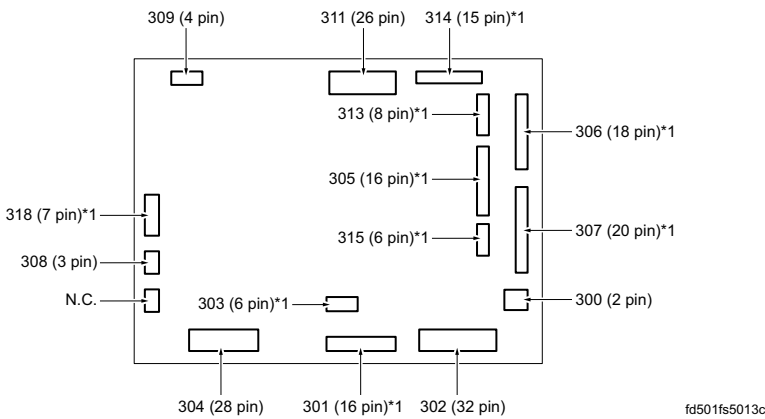 309 (4 pin)
311 (26 pin)
314 (15 pin)*1
313 (8 pin)*1
306 (18 pin)*1
305 (16 pin)*1
318 (7 pin)*1
315 (6 pin)*1
307 (20 pin)*1
308 (3 pin)
N.C.
303 (6 pin)*1
300 (2 pin)
304 (28 pin)
301 (16 pin)*1
302 (32 pin)
fd501fs5013c